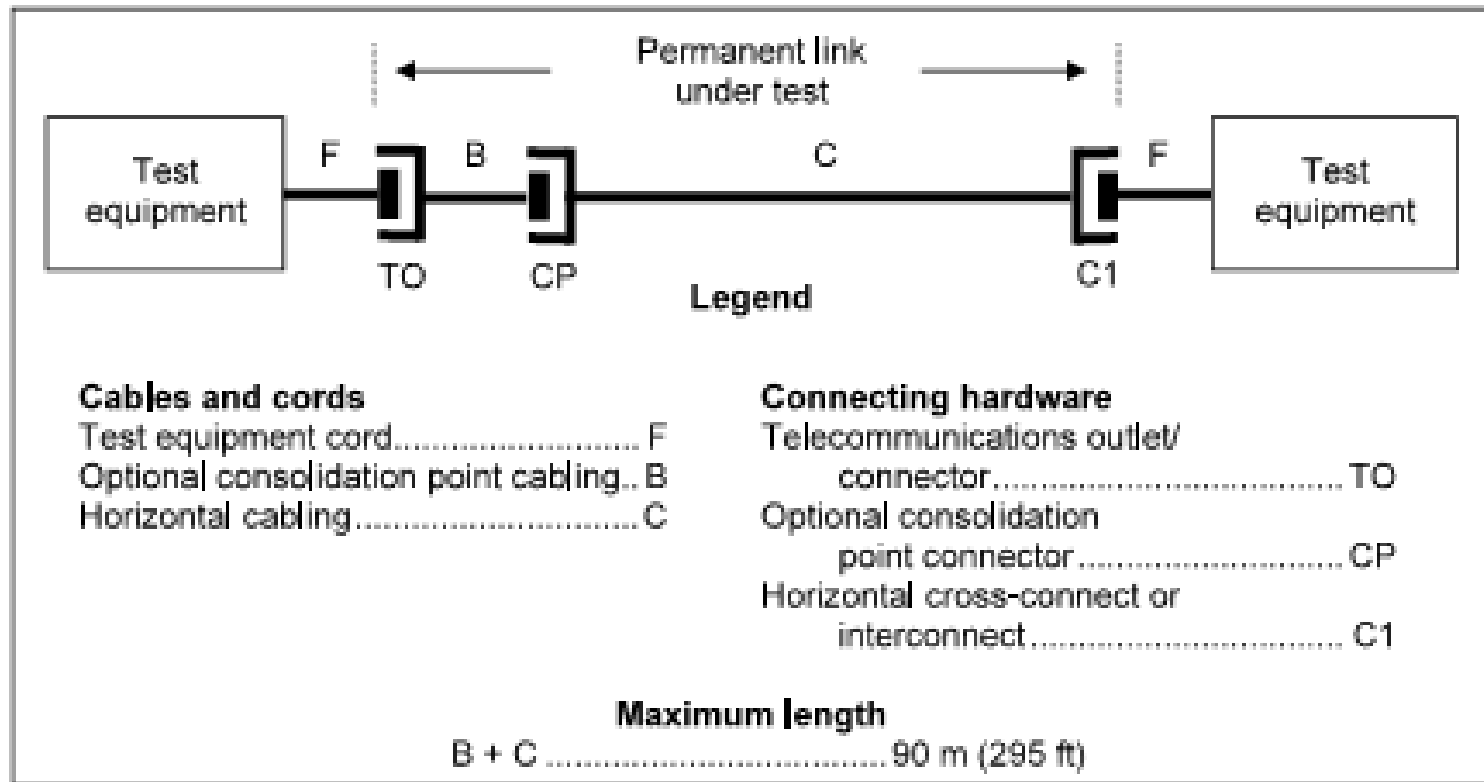 Permanent link
under test
F B C F
Test
equipment
Test
equipment
TO CP C1
Legend
Cables and cords
Test equipment cord............................ F
Optional consolidation point cabling.. B
Horizontal cabling................................ C
Connecting hardware
Telecommunications outlet/
connector....................................... TO
Optional consolidation
point connector.............................. CP
Horizontal cross-connect or
interconnect.................................... C1
Maximum length
B + C ....................................... 90 m (295 ft)